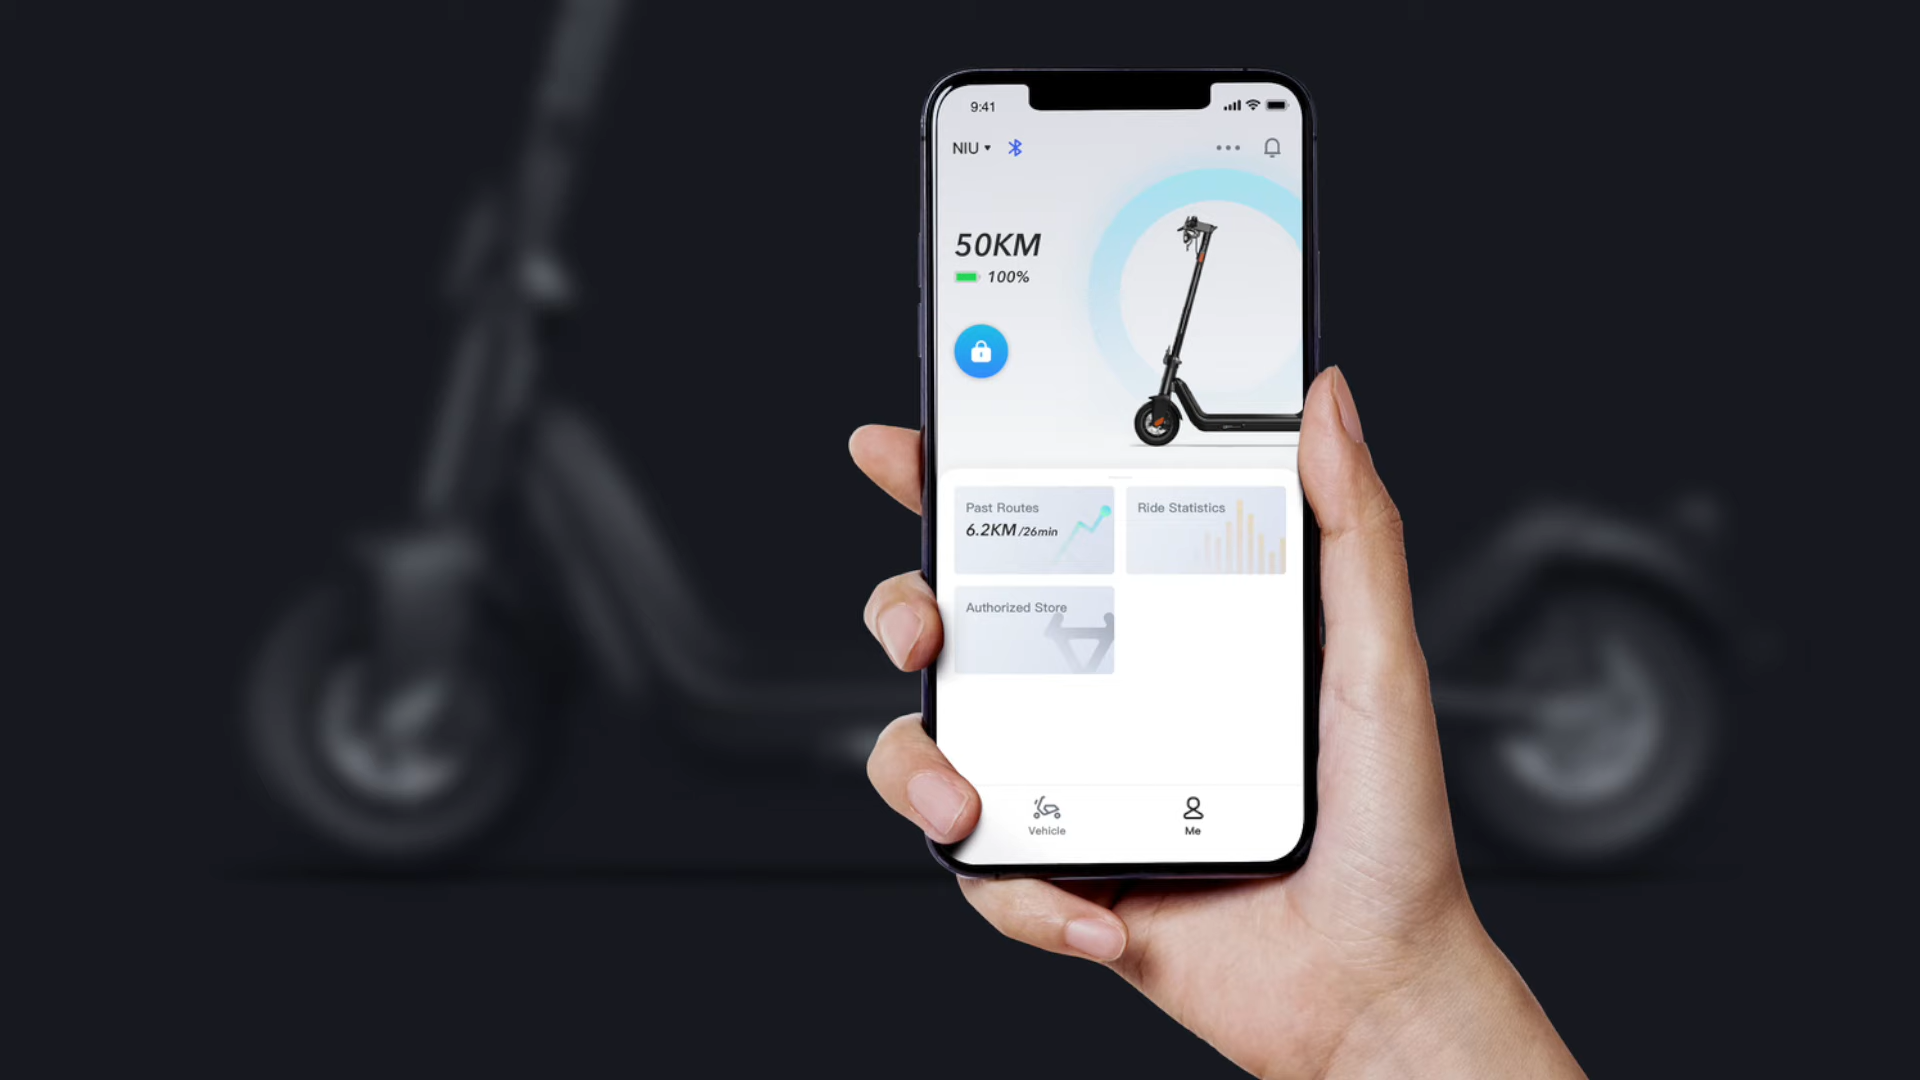 9:41
NIU
50KM
100%
Past Routes
6.2KM/26min
Ride Statistics
Authorized Store
Vehicle
Me